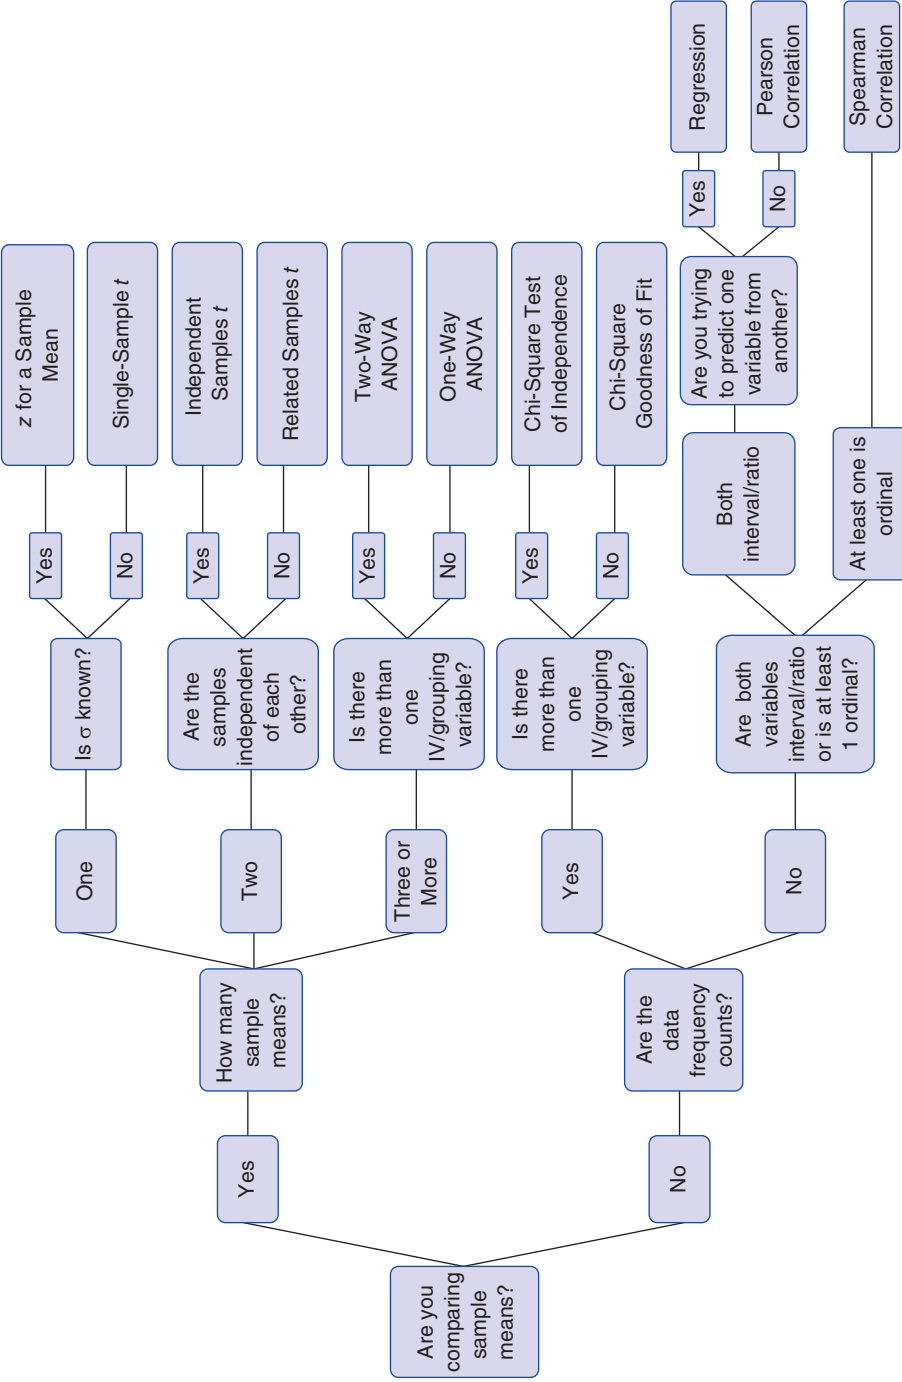 Are you
comparing
sample
means?
Yes
How many
sample
means?
One
Is σ known?
Yes
z for a Sample
Mean
No
Single-Sample t
Two
Are the
samples
independent
of each
other?
Yes
Independent
Samples t
No
Related Samples t
Three or
More
Is there
more than
one
IV/grouping
variable?
Yes
Two-Way
ANOVA
No
One-Way
ANOVA
No
Are the
data
frequency
counts?
Yes
Is there
more than
one
IV/grouping
variable?
Yes
Chi-Square Test
of Independence
No
Chi-Square
Goodness of Fit
No
Are both
variables
interval/ratio
or is at least
1 ordinal?
Both
interval/ratio
Are you trying
to predict one
variable from
another?
Yes
Regression
No
Pearson
Correlation
At least one is
ordinal
Spearman
Correlation